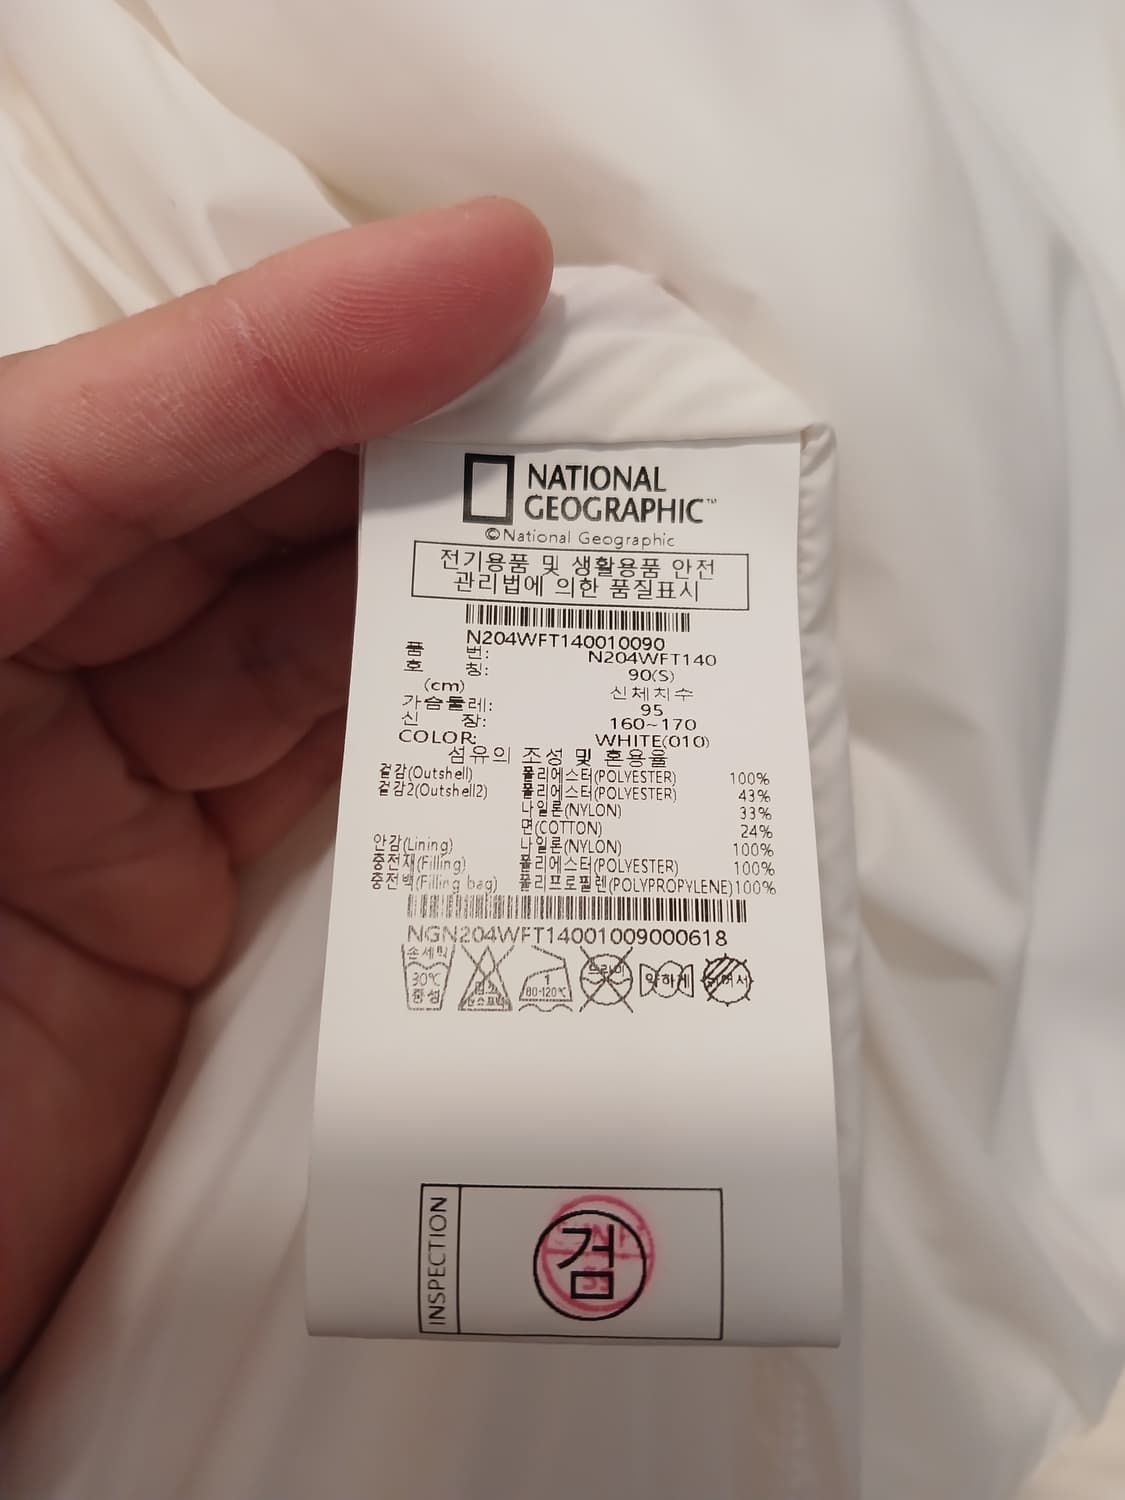 NATIONAL
GEOGRAPHIC™
©National Geographic
전기용품 및 생활용품 안전
관리법에 의한 품질표시
N204WFT140010090
품 번: N204WFT140
호 칭: 90(S)
(cm) 신체치수
가슴둘레: 95
신 장: 160~170
COLOR: WHITE(010)
섬유의 조성 및 혼용율
겉감(Outshell) 폴리에스터(POLYESTER) 100%
겉감2(Outshell2) 폴리에스터(POLYESTER) 43%
나일론(NYLON) 33%
면(COTTON) 24%
안감(Lining) 나일론(NYLON) 100%
충전재(Filling) 폴리에스터(POLYESTER) 100%
충전백(Filling bag) 폴리프로필렌(POLYPROPYLENE)100%
NGN204WFT14001009000618
손세탁
30℃
중성
1
80-120℃
드라이
약하게
INSPECTION
검